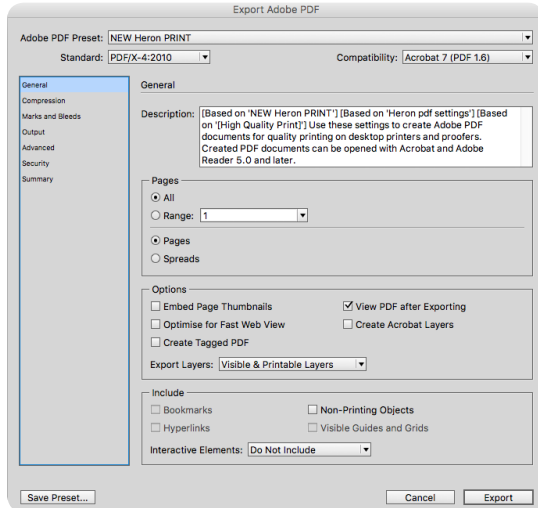 Export Adobe PDF
Adobe PDF Preset: NEW Heron PRINT
Standard: PDF/X-4:2010
Compatibility: Acrobat 7 (PDF 1.6)
General
Compression
Marks and Bleeds
Output
Advanced
Security
Summary
General
Description: [Based on 'NEW Heron PRINT'] [Based on 'Heron pdf settings'] [Based
on '[High Quality Print]'] Use these settings to create Adobe PDF
documents for quality printing on desktop printers and proofers.
Created PDF documents can be opened with Acrobat and Adobe
Reader 5.0 and later.
Pages
All
Range: 1
Pages
Spreads
Options
Embed Page Thumbnails
View PDF after Exporting
Optimise for Fast Web View
Create Acrobat Layers
Create Tagged PDF
Export Layers: Visible & Printable Layers
Include
Bookmarks
Non-Printing Objects
Hyperlinks
Visible Guides and Grids
Interactive Elements: Do Not Include
Save Preset...
Cancel
Export